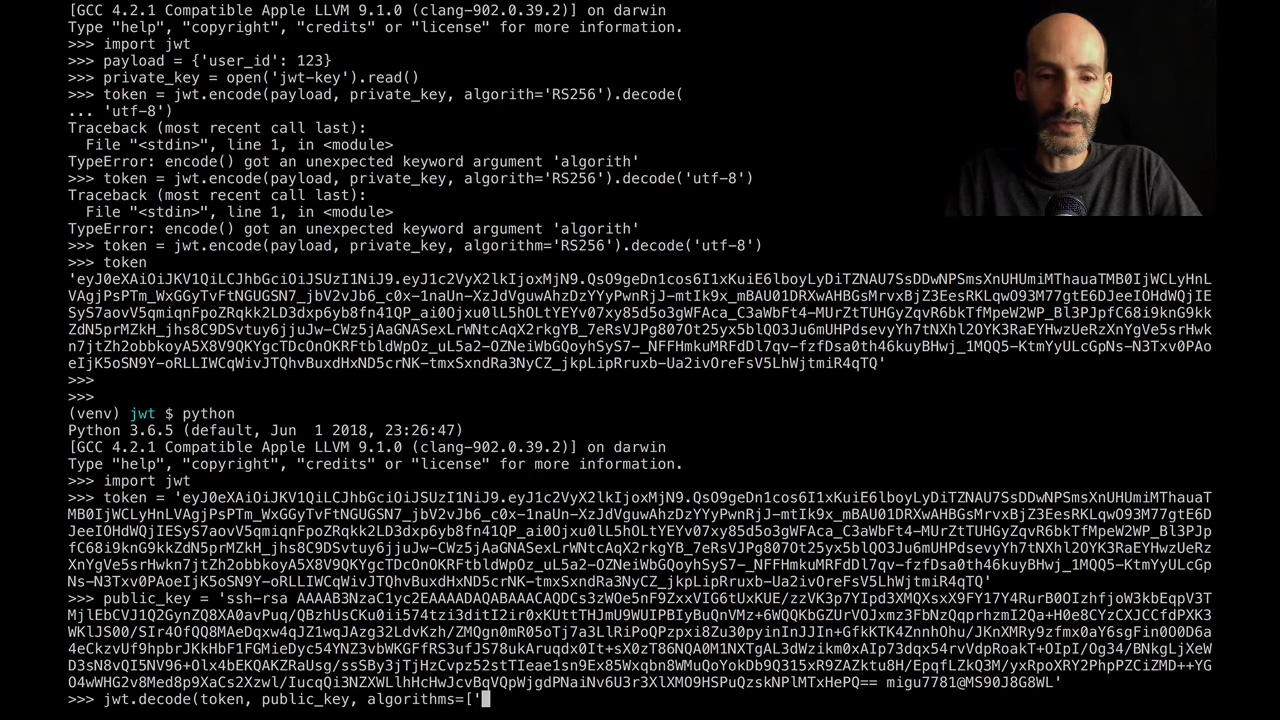 [GCC 4.2.1 Compatible Apple LLVM 9.1.0 (clang-902.0.39.2)] on darwin
Type "help", "copyright", "credits" or "license" for more information.
>>> import jwt
>>> payload = {'user_id': 123}
>>> private_key = open('jwt-key').read()
>>> token = jwt.encode(payload, private_key, algorith='RS256').decode(
... 'utf-8')
Traceback (most recent call last):
  File "<stdin>", line 1, in <module>
TypeError: encode() got an unexpected keyword argument 'algorith'
>>> token = jwt.encode(payload, private_key, algorith='RS256').decode('utf-8')
Traceback (most recent call last):
  File "<stdin>", line 1, in <module>
TypeError: encode() got an unexpected keyword argument 'algorith'
>>> token = jwt.encode(payload, private_key, algorithm='RS256').decode('utf-8')
>>> token
'eyJ0eXAiOiJKV1QiLCJhbGciOiJSUzI1NiJ9.eyJ1c2VyX2lkIjoxMjN9.QsO9geDn1cos6I1xKuiE6lboyLyDiTZNAU7SsDDwNPSmsXnUHUmiMThauaTMB0IjWCLyHnL
VAgjPsPTm_WxGGyTvFtNGUGSN7_jbV2vJb6_c0x-1naUn-XzJdVguwAhzDzYYyPwnRjJ-mtIk9x_mBAU01DRXwAHBGsMrvxBjZ3EesRKLqwO93M77gtE6DJeeIOHdWQjIE
SyS7aovV5qmiqnFpoZRqkk2LD3dxp6yb8fn41QP_ai0Ojxu0lL5hOLtYEYv07xy85d5o3gWFAca_C3aWbFt4-MUrZtTUHGyZqvR6bkTfMpeW2WP_Bl3PJpfC68i9knG9kk
ZdN5prMZkH_jhs8C9DSvtuy6jjuJw-CWz5jAaGNASexLrWNtcAqX2rkgYB_7eRsVJPg807Ot25yx5blQO3Ju6mUHPdsevyYh7tNXhl2OYK3RaEYHwzUeRzXnYgVe5srHwk
n7jtZh2obbkoyA5X8V9QKYgcTDcOnOKRFtbldWpOz_uL5a2-OZNeiWbGQoyhSyS7-_NFFHmkuMRFdDl7qv-fzfDsa0th46kuyBHwj_1MQQ5-KtmYyULcGpNs-N3Txv0PAo
eIjK5oSN9Y-oRLLIWCqWivJTQhvBuxdHxND5crNK-tmxSxndRa3NyCZ_jkpLipRruxb-Ua2ivOreFsV5LhWjtmiR4qTQ'
>>>
>>>
(venv) jwt $ python
Python 3.6.5 (default, Jun  1 2018, 23:26:47)
[GCC 4.2.1 Compatible Apple LLVM 9.1.0 (clang-902.0.39.2)] on darwin
Type "help", "copyright", "credits" or "license" for more information.
>>> import jwt
>>> token = 'eyJ0eXAiOiJKV1QiLCJhbGciOiJSUzI1NiJ9.eyJ1c2VyX2lkIjoxMjN9.QsO9geDn1cos6I1xKuiE6lboyLyDiTZNAU7SsDDwNPSmsXnUHUmiMThauaT
MB0IjWCLyHnLVAgjPsPTm_WxGGyTvFtNGUGSN7_jbV2vJb6_c0x-1naUn-XzJdVguwAhzDzYYyPwnRjJ-mtIk9x_mBAU01DRXwAHBGsMrvxBjZ3EesRKLqwO93M77gtE6D
JeeIOHdWQjIESyS7aovV5qmiqnFpoZRqkk2LD3dxp6yb8fn41QP_ai0Ojxu0lL5hOLtYEYv07xy85d5o3gWFAca_C3aWbFt4-MUrZtTUHGyZqvR6bkTfMpeW2WP_Bl3PJp
fC68i9knG9kkZdN5prMZkH_jhs8C9DSvtuy6jjuJw-CWz5jAaGNASexLrWNtcAqX2rkgYB_7eRsVJPg807Ot25yx5blQO3Ju6mUHPdsevyYh7tNXhl2OYK3RaEYHwzUeRz
XnYgVe5srHwkn7jtZh2obbkoyA5X8V9QKYgcTDcOnOKRFtbldWpOz_uL5a2-OZNeiWbGQoyhSyS7-_NFFHmkuMRFdDl7qv-fzfDsa0th46kuyBHwj_1MQQ5-KtmYyULcGp
Ns-N3Txv0PAoeIjK5oSN9Y-oRLLIWCqWivJTQhvBuxdHxND5crNK-tmxSxndRa3NyCZ_jkpLipRruxb-Ua2ivOreFsV5LhWjtmiR4qTQ'
>>> public_key = 'ssh-rsa AAAAB3NzaC1yc2EAAAADAQABAAACAQDCs3zWOe5nF9ZxxVIG6tUxKUE/zzVK3p7YIpd3XMQXsxX9FY17Y4RurB0OIzhfjoW3kbEqpV3T
MjlEbCVJ1Q2GynZQ8XA0avPuq/QBzhUsCKu0ii574tzi3ditI2ir0xKUttTHJmU9WUIPBIyBuQnVMz+6WQQKbGZUrVOJxmz3FbNzQqprhzmI2Qa+H0e8CYzCXJCCfdPXK3
WKlJS00/SIr4OfQQ8MAeDqxw4qJZ1wqJAzg32LdvKzh/ZMQgn0mR05oTj7a3LlRiPoQPzpxi8Zu30pyinInJJIn+GfkKTK4ZnnhOhu/JKnXMRy9zfmx0aY6sgFin0O0D6a
4eCkzvUf9hpbrJKkHbF1FGMieDyc54YNZ3vbWKGFfRS3ufJS78ukAruqdx0It+sX0zT86NQA0M1NXTgAL3dWzikm0xAIp73dqx54rvVdpRoakT+OIpI/Og34/BNkgLjXeW
D3sN8vQI5NV96+Olx4bEKQAKZRaUsg/ssSBy3jTjHzCvpz52stTIeae1sn9Ex85Wxqbn8WMuQoYokDb9Q315xR9ZAZktu8H/EpqfLZkQ3M/yxRpoXRY2PhpPZCiZMD++YG
O4wWHG2v8Med8p9XaCs2Xzwl/IucqQi3NZXWLlhHcHwJcvBqVQpWjgdPNaiNv6U3r3XlXMO9HSPuQzskNPlMTxHePQ== migu7781@MS90J8G8WL'
>>> jwt.decode(token, public_key, algorithms=['